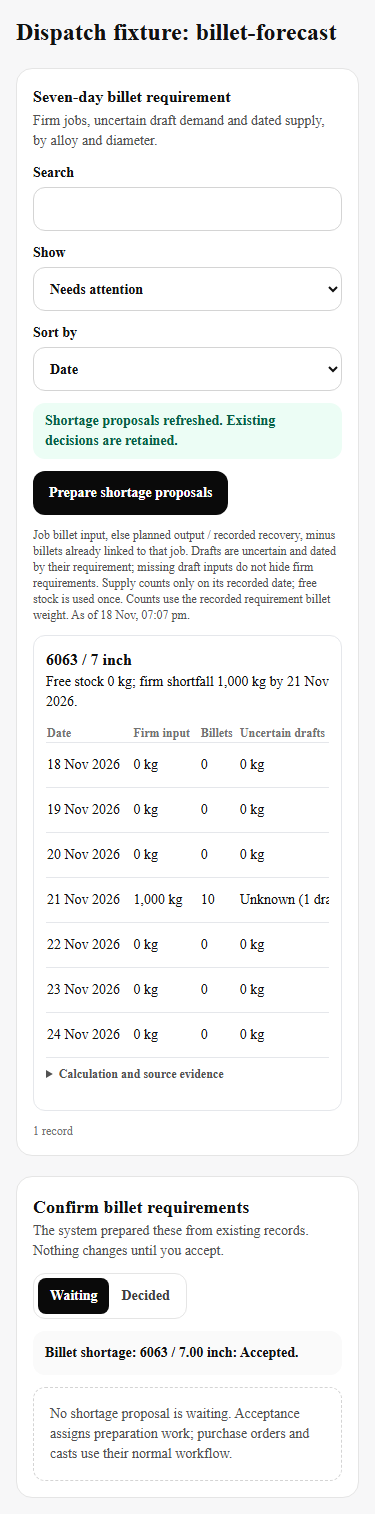 Dispatch fixture: billet-forecast
Seven-day billet requirement
Firm jobs, uncertain draft demand and dated supply,
by alloy and diameter.
Search
Show
Needs attention
Sort by
Date
Shortage proposals refreshed. Existing
decisions are retained.
Prepare shortage proposals
Job billet input, else planned output / recorded recovery, minus
billets already linked to that job. Drafts are uncertain and dated
by their requirement; missing draft inputs do not hide firm
requirements. Supply counts only on its recorded date; free
stock is used once. Counts use the recorded requirement billet
weight. As of 18 Nov, 07:07 pm.
6063 / 7 inch
Free stock 0 kg; firm shortfall 1,000 kg by 21 Nov
2026.
Date Firm input Billets Uncertain drafts
18 Nov 2026 0 kg 0 0 kg
19 Nov 2026 0 kg 0 0 kg
20 Nov 2026 0 kg 0 0 kg
21 Nov 2026 1,000 kg 10 Unknown (1 dra
22 Nov 2026 0 kg 0 0 kg
23 Nov 2026 0 kg 0 0 kg
24 Nov 2026 0 kg 0 0 kg
Calculation and source evidence
1 record
Confirm billet requirements
The system prepared these from existing records.
Nothing changes until you accept.
Waiting Decided
Billet shortage: 6063 / 7.00 inch: Accepted.
No shortage proposal is waiting. Acceptance
assigns preparation work; purchase orders and
casts use their normal workflow.